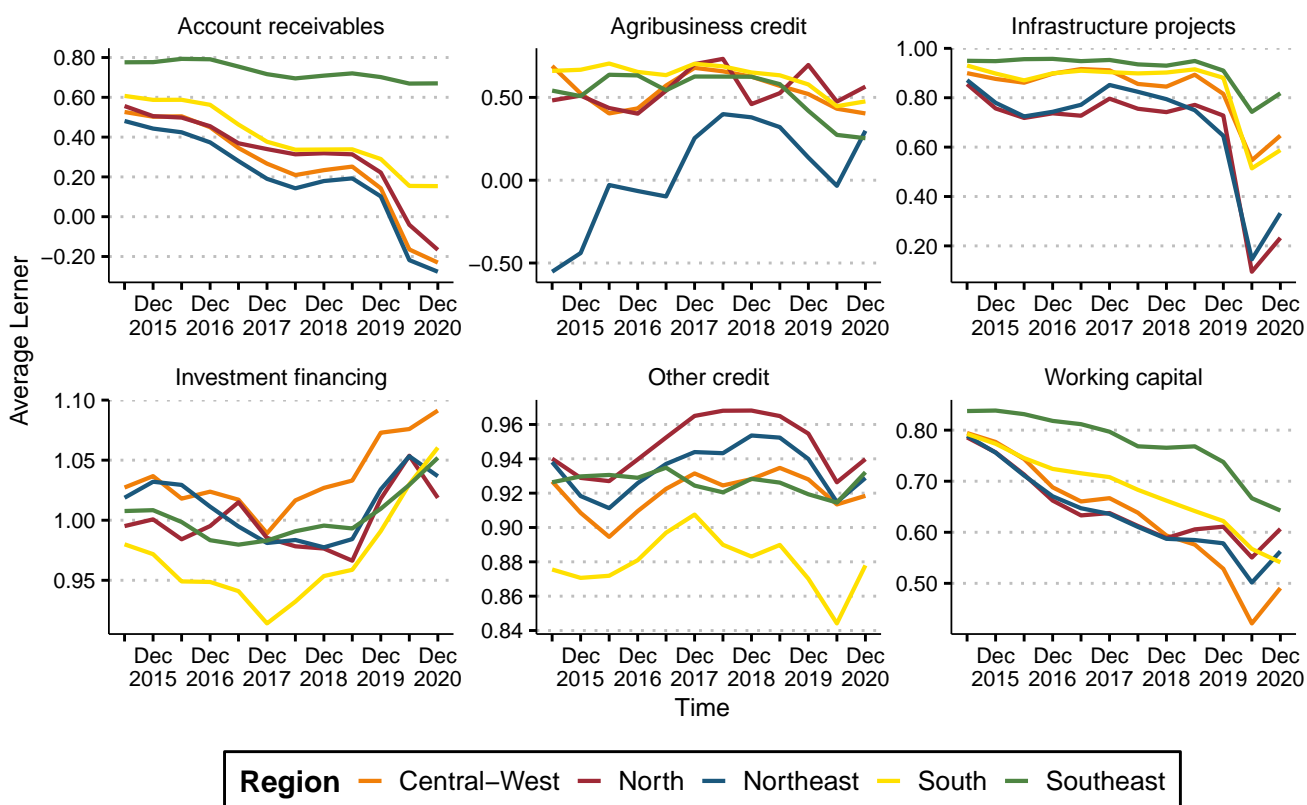 Account receivables
Agribusiness credit
Infrastructure projects
0.80
0.60
0.40
0.20
0.00
−0.20
0.50
0.00
−0.50
1.00
0.80
0.60
0.40
0.20
Dec Dec Dec Dec Dec Dec
2015 2016 2017 2018 2019 2020
Dec Dec Dec Dec Dec Dec
2015 2016 2017 2018 2019 2020
Dec Dec Dec Dec Dec Dec
2015 2016 2017 2018 2019 2020
Average Lerner
Investment financing
Other credit
Working capital
1.10
1.05
1.00
0.95
0.96
0.94
0.92
0.90
0.88
0.86
0.84
0.80
0.70
0.60
0.50
Dec Dec Dec Dec Dec Dec
2015 2016 2017 2018 2019 2020
Dec Dec Dec Dec Dec Dec
2015 2016 2017 2018 2019 2020
Dec Dec Dec Dec Dec Dec
2015 2016 2017 2018 2019 2020
Time
Region Central−West North Northeast South Southeast